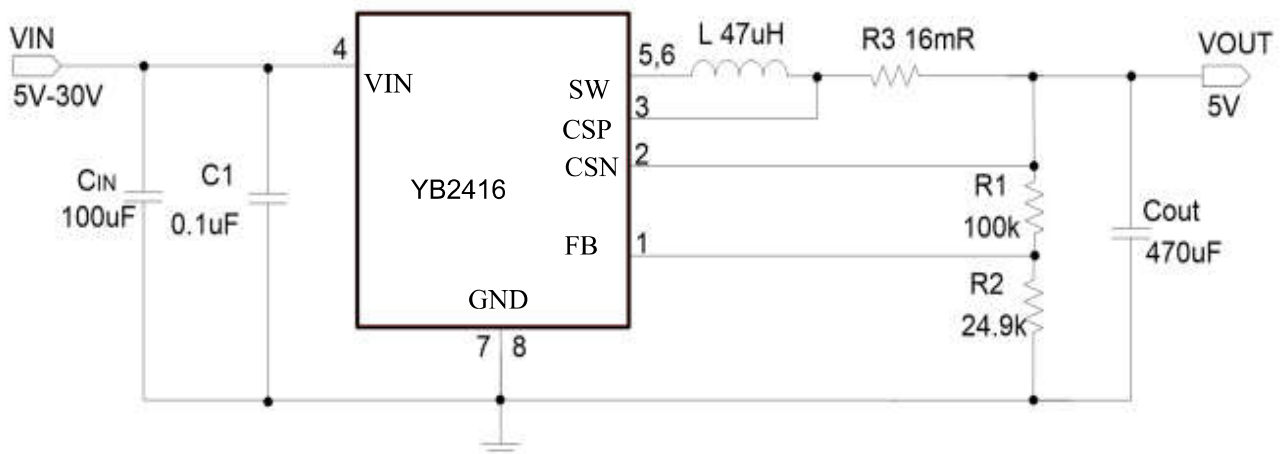 VIN
5V-30V
4
VIN
CIN
100uF
C1
0.1uF
YB2416
SW
CSP
CSN
FB
GND
5,6
3
2
1
7 8
L 47uH
R3 16mR
VOUT
5V
R1
100k
R2
24.9k
Cout
470uF